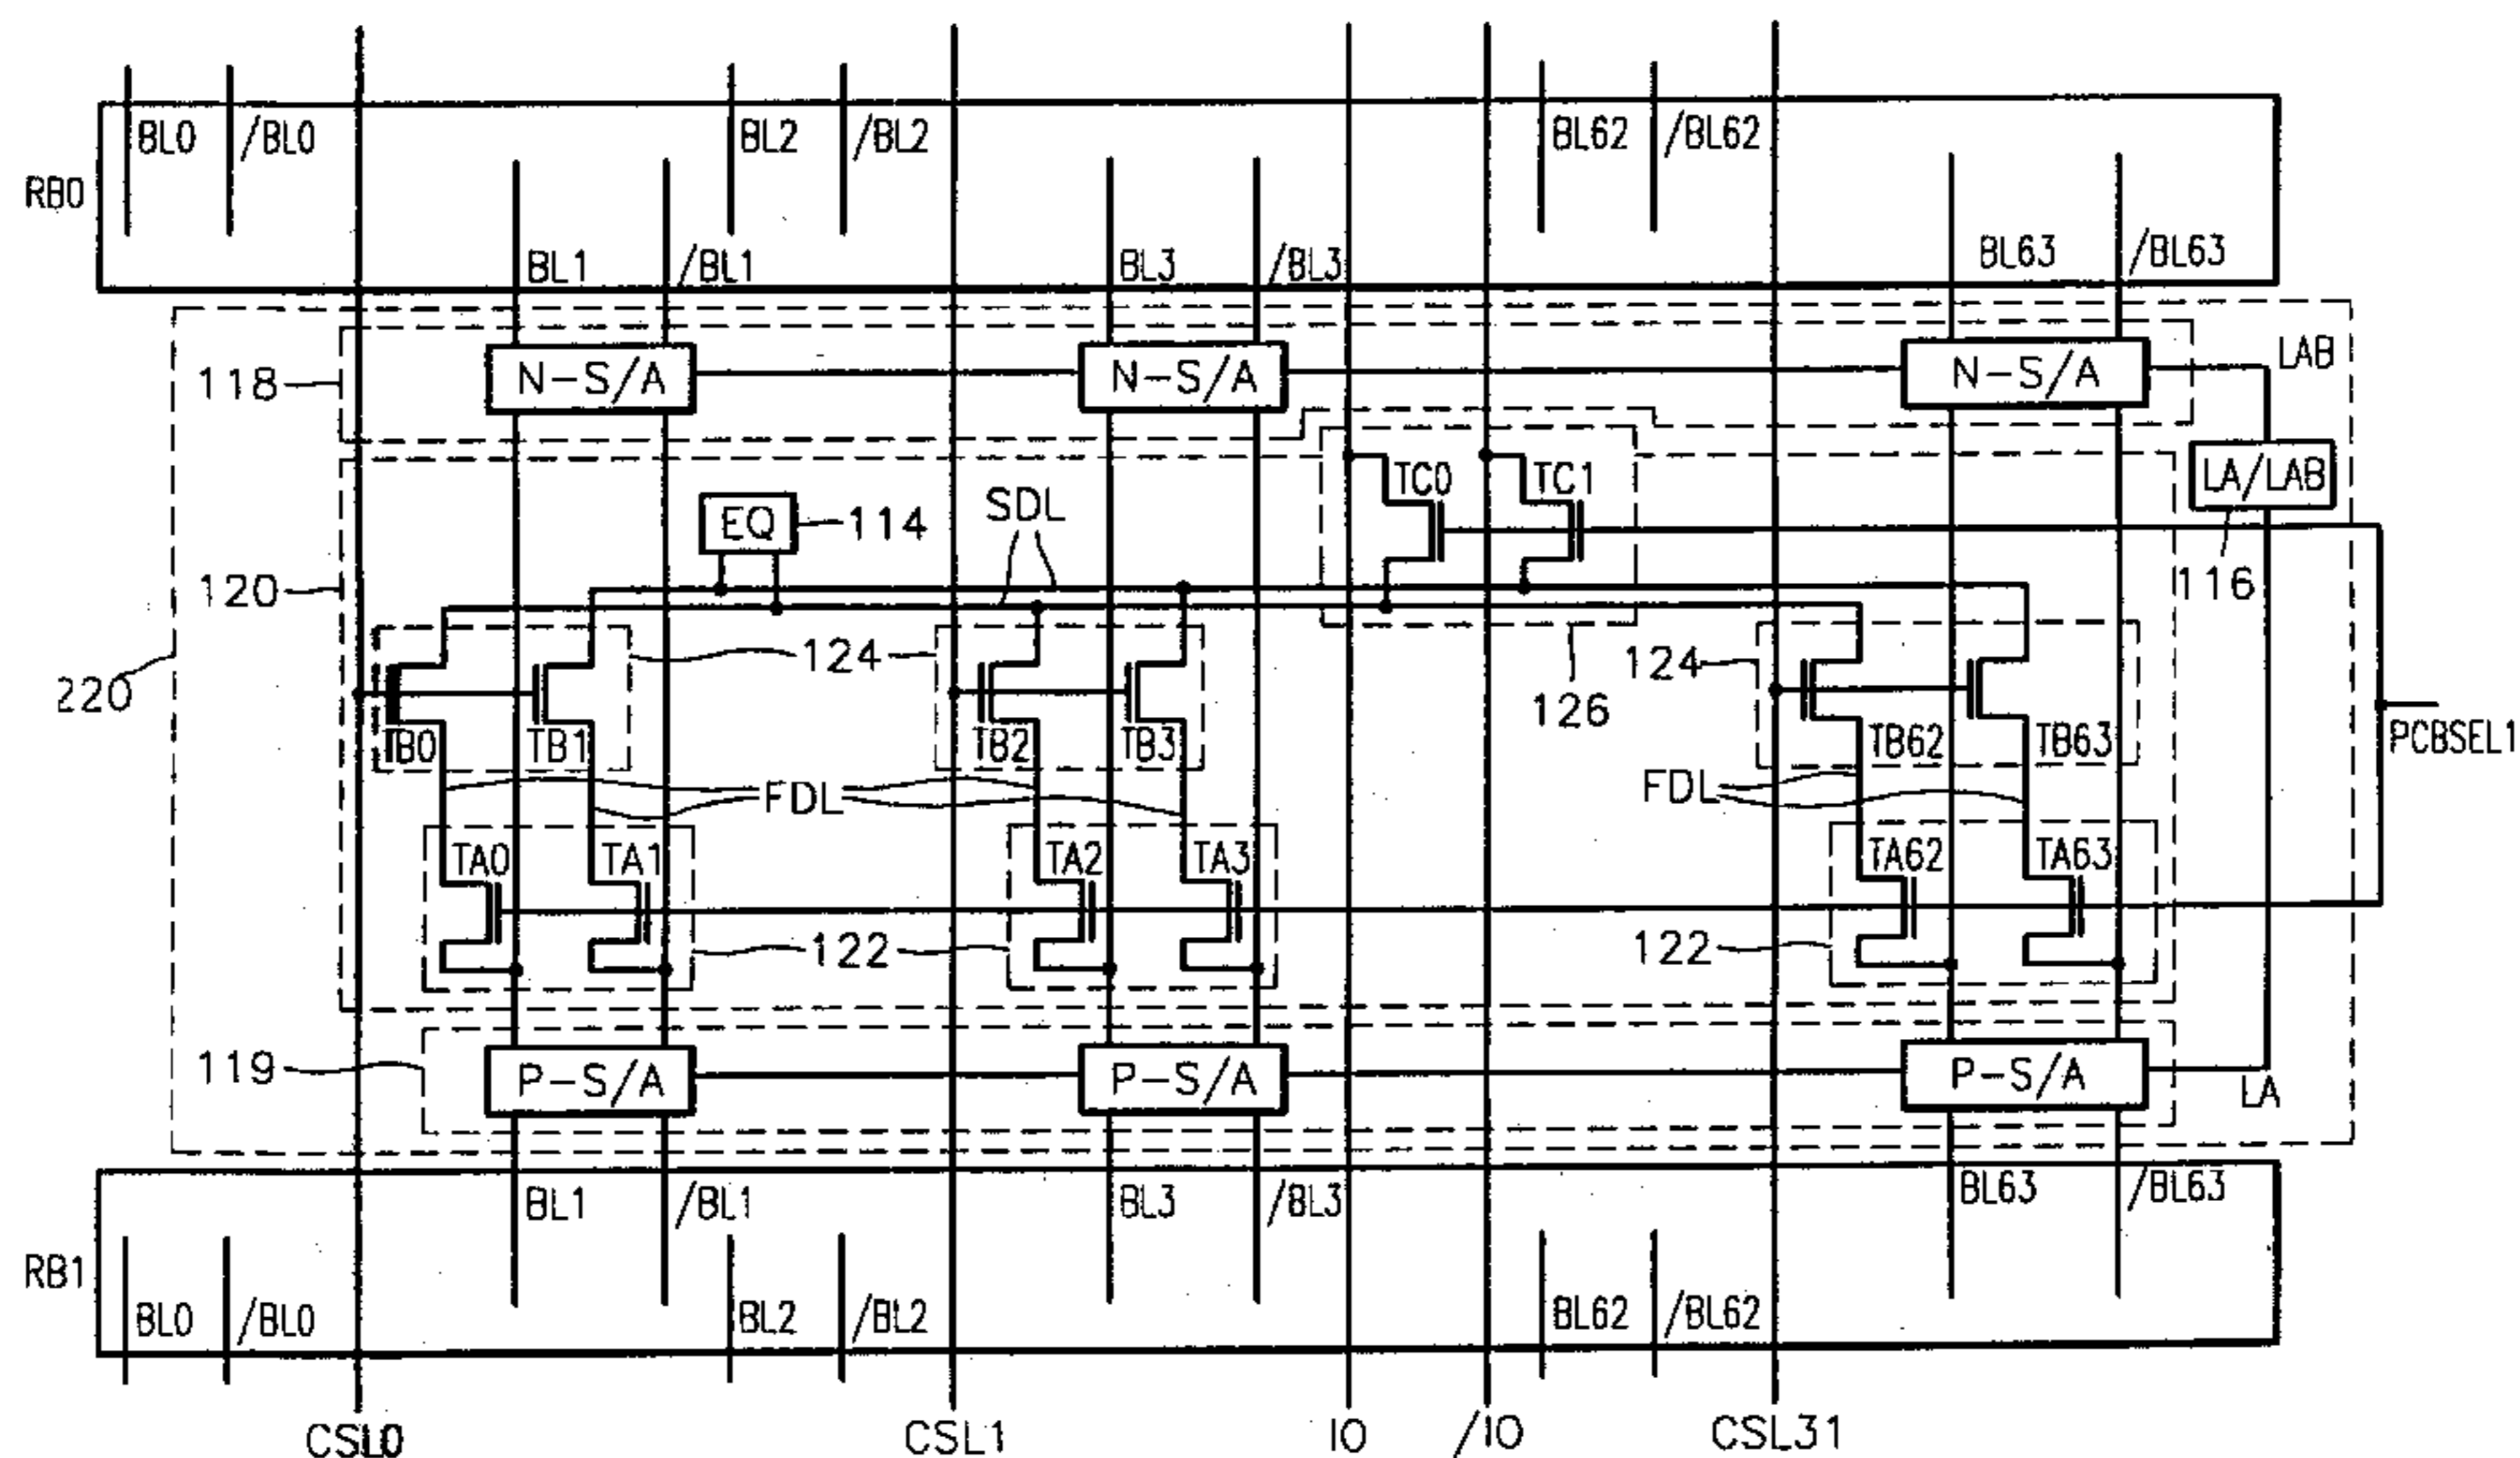 BL0 /BL0 BL2 /BL2 BL62 /BL62
RB0
BL1 /BL1 BL3 /BL3 BL63 /BL63
LAB
118 N-S/A N-S/A N-S/A
TC0 TC1 LA/LAB
EQ 114 SDL
120 116
124 124
220 126
TB0 TB1 TB2 TB3 TB62 TB63 PCBSEL1
FDL FDL
TA0 TA1 TA2 TA3 TA62 TA63
122 122
119 P-S/A P-S/A P-S/A
LA
BL1 /BL1 BL3 /BL3 BL63 /BL63
RB1
BL0 /BL0 BL2 /BL2 BL62 /BL62
CSL0 CSL1 IO /IO CSL31